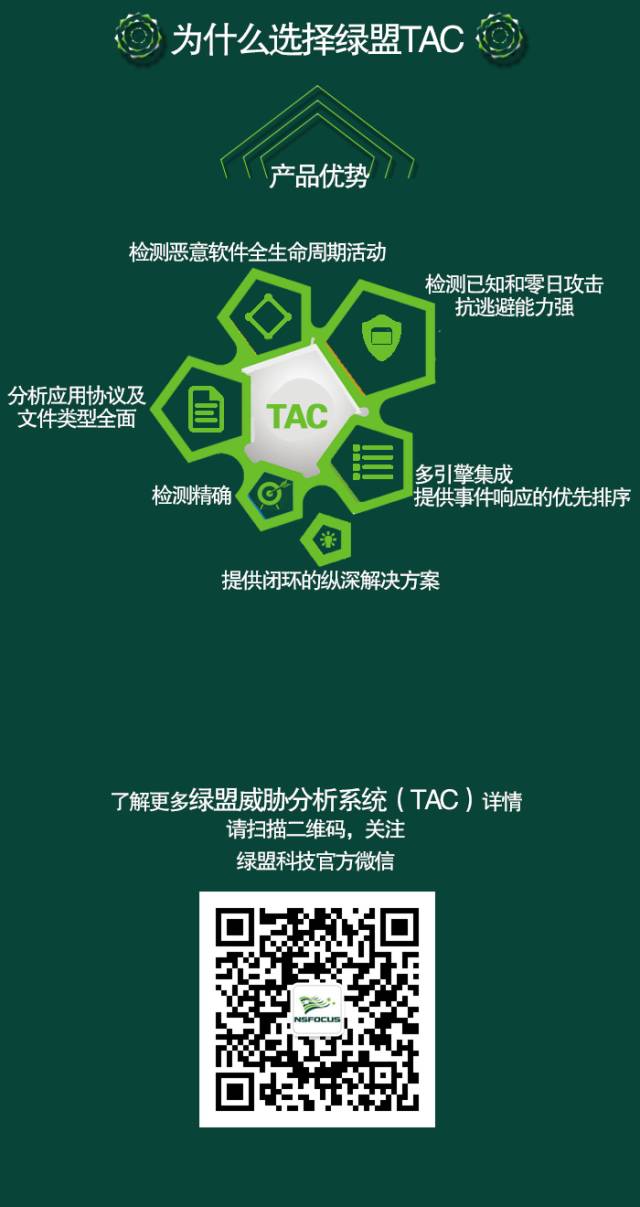 为什么选择绿盟TAC
产品优势
检测恶意软件全生命周期活动
检测已知和零日攻击
抗逃避能力强
分析应用协议及
文件类型全面
TAC
多引擎集成
提供事件响应的优先排序
检测精确
提供闭环的纵深解决方案
了解更多绿盟威胁分析系统（TAC）详情
请扫描二维码，关注
绿盟科技官方微信
NSFOCUS